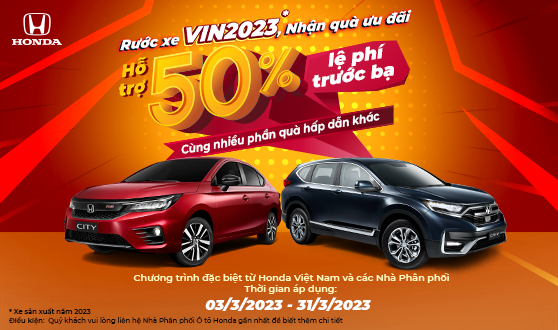 HONDA
Rước xe VIN2023*, Nhận quà ưu đãi
Hỗ trợ 50% lệ phí trước bạ
Cùng nhiều phần quà hấp dẫn khác
CITY
RS
CR-V
Chương trình đặc biệt từ Honda Việt Nam và các Nhà Phân phối
Thời gian áp dụng:
03/3/2023 - 31/3/2023
* Xe sản xuất năm 2023
Điều kiện: Quý khách vui lòng liên hệ Nhà Phân phối Ô tô Honda gần nhất để biết thêm chi tiết